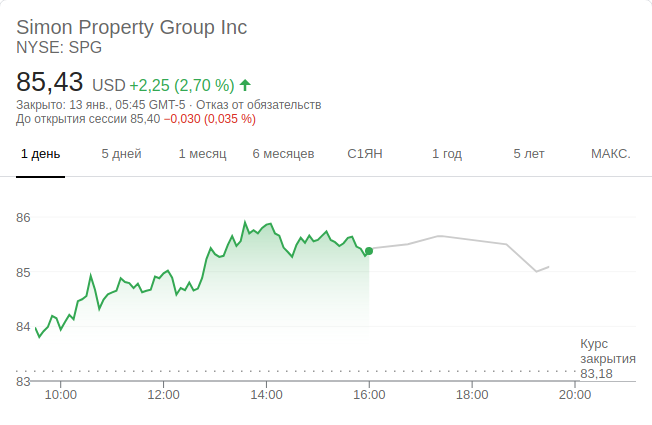 Simon Property Group Inc
NYSE: SPG
85,43 USD +2,25 (2,70 %)
Закрыто: 13 янв., 05:45 GMT-5 · Отказ от обязательств
До открытия сессии 85,40 −0,030 (0,035 %)
1 день 5 дней 1 месяц 6 месяцев С1ЯН 1 год 5 лет МАКС.
86
85
84
Курс
закрытия
83,18
83
10:00 12:00 14:00 16:00 18:00 20:00